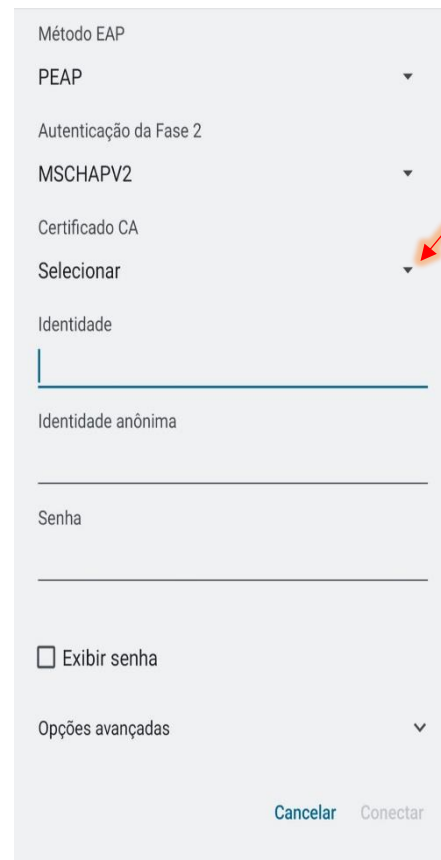 Método EAP
PEAP
Autenticação da Fase 2
MSCHAPV2
Certificado CA
Selecionar
Identidade
Identidade anônima
Senha
Exibir senha
Opções avançadas
Cancelar Conectar